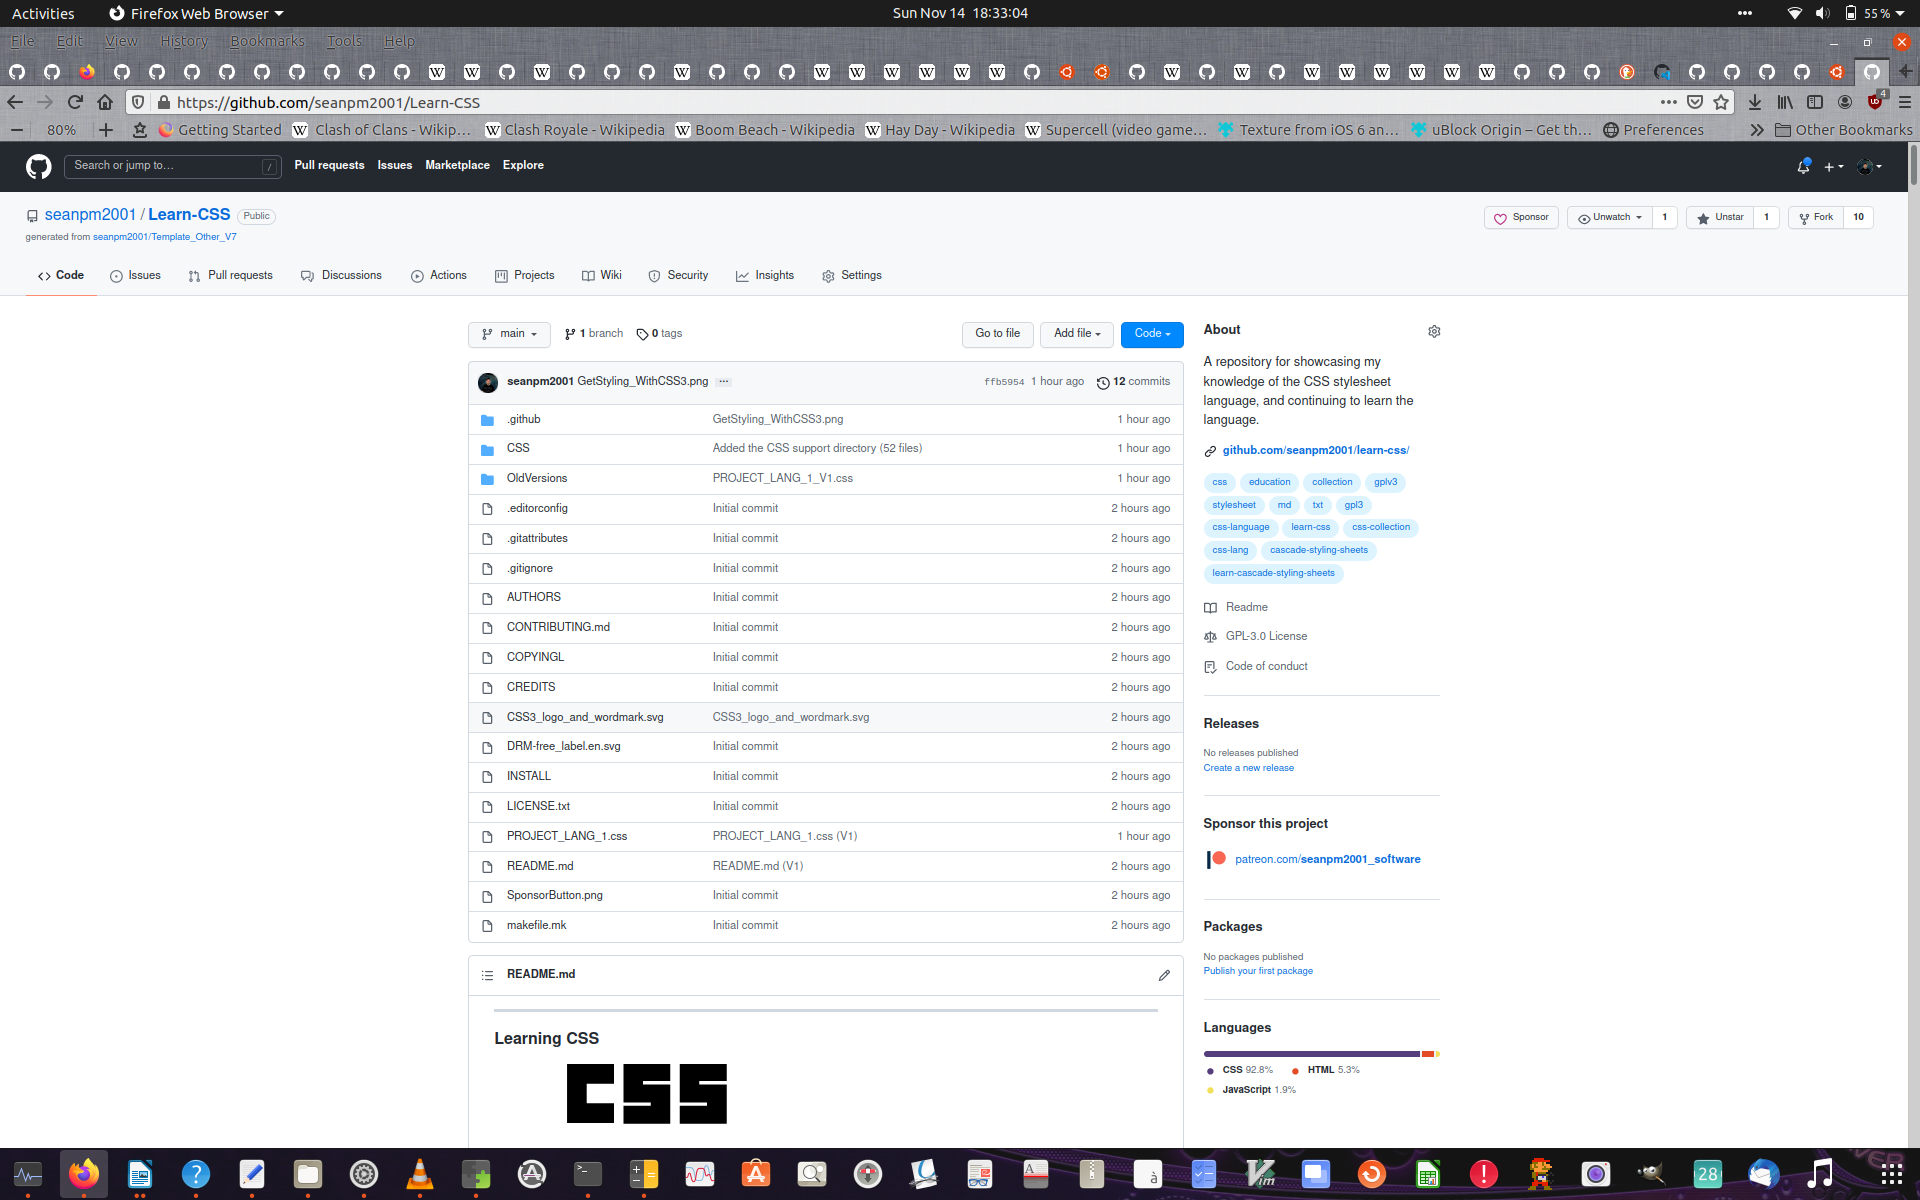 Activities
Firefox Web Browser
Sun Nov 14 18:33:04
55 %
File Edit View History Bookmarks Tools Help
https://github.com/seanpm2001/Learn-CSS
4
80%
Getting Started
Clash of Clans - Wikip…
Clash Royale - Wikipedia
Boom Beach - Wikipedia
Hay Day - Wikipedia
Supercell (video game…
Texture from iOS 6 an…
uBlock Origin – Get th…
Preferences
Other Bookmarks
Search or jump to…
/
Pull requests
Issues
Marketplace
Explore
seanpm2001 / Learn-CSS
Public
generated from seanpm2001/Template_Other_V7
Sponsor
Unwatch 1
Unstar 1
Fork 10
Code
Issues
Pull requests
Discussions
Actions
Projects
Wiki
Security
Insights
Settings
main
1 branch
0 tags
Go to file
Add file
Code
seanpm2001 GetStyling_WithCSS3.png ffb5954 1 hour ago 12 commits
.github GetStyling_WithCSS3.png 1 hour ago
CSS Added the CSS support directory (52 files) 1 hour ago
OldVersions PROJECT_LANG_1_V1.css 1 hour ago
.editorconfig Initial commit 2 hours ago
.gitattributes Initial commit 2 hours ago
.gitignore Initial commit 2 hours ago
AUTHORS Initial commit 2 hours ago
CONTRIBUTING.md Initial commit 2 hours ago
COPYINGL Initial commit 2 hours ago
CREDITS Initial commit 2 hours ago
CSS3_logo_and_wordmark.svg CSS3_logo_and_wordmark.svg 2 hours ago
DRM-free_label.en.svg Initial commit 2 hours ago
INSTALL Initial commit 2 hours ago
LICENSE.txt Initial commit 2 hours ago
PROJECT_LANG_1.css PROJECT_LANG_1.css (V1) 1 hour ago
README.md README.md (V1) 2 hours ago
SponsorButton.png Initial commit 2 hours ago
makefile.mk Initial commit 2 hours ago
README.md
Learning CSS
CSS
About
A repository for showcasing my
knowledge of the CSS stylesheet
language, and continuing to learn the
language.
github.com/seanpm2001/learn-css/
css education collection gplv3
stylesheet md txt gpl3
css-language learn-css css-collection
css-lang cascade-styling-sheets
learn-cascade-styling-sheets
Readme
GPL-3.0 License
Code of conduct
Releases
No releases published
Create a new release
Sponsor this project
patreon.com/seanpm2001_software
Packages
No packages published
Publish your first package
Languages
CSS 92.8% HTML 5.3%
JavaScript 1.9%
28